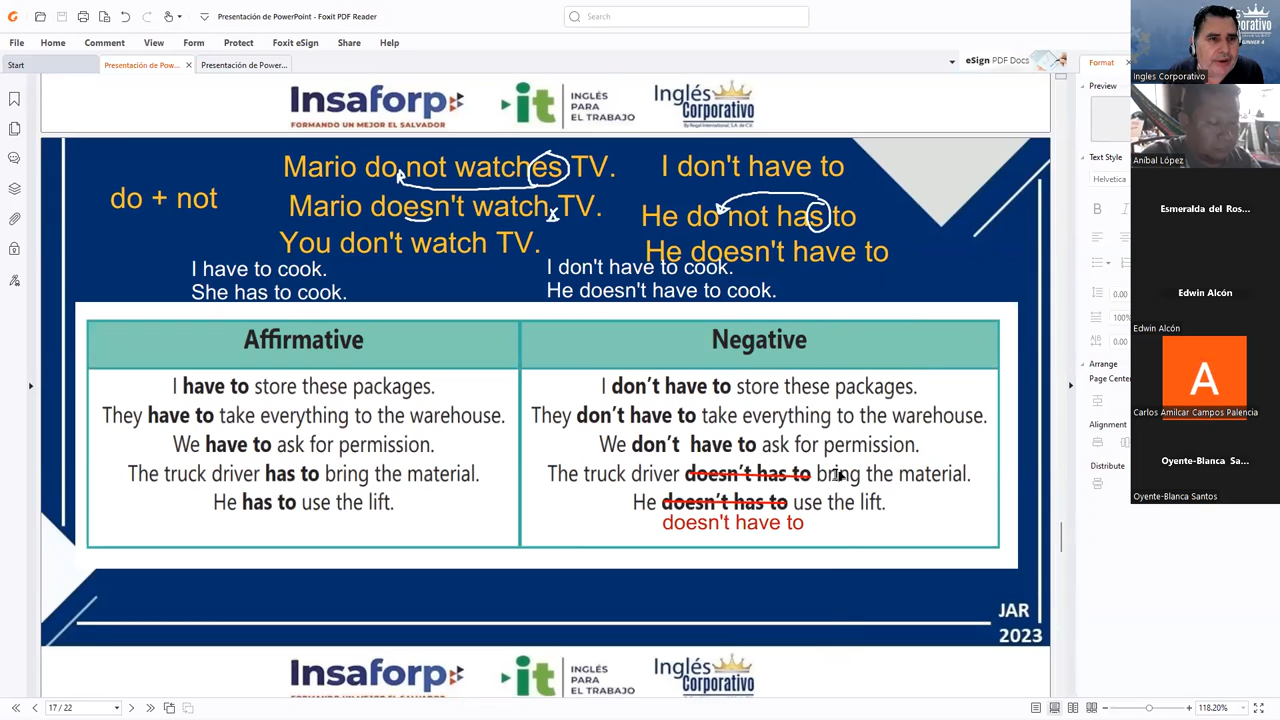 Presentación de PowerPoint - Foxit PDF Reader
Search
File Home Comment View Form Protect Foxit eSign Share Help
Start
Presentación de Pow...
Presentación de Power...
eSign PDF Docs
Format
Preview
Text Style
Helvetica
B
0.00
100%
0.00
Arrange
Page Center
Alignment
Distribute
Insaforp
FORMANDO UN MEJOR EL SALVADOR
it INGLÉS PARA EL TRABAJO
Inglés Corporativo
Mario do not watches TV.
I don't have to
do + not
Mario doesn't watch TV.
He do not has to
You don't watch TV.
He doesn't have to
I have to cook.
I don't have to cook.
She has to cook.
He doesn't have to cook.
Affirmative
Negative
I have to store these packages.
I don't have to store these packages.
They have to take everything to the warehouse.
They don't have to take everything to the warehouse.
We have to ask for permission.
We don't have to ask for permission.
The truck driver has to bring the material.
The truck driver doesn't has to bring the material.
He has to use the lift.
He doesn't has to use the lift.
doesn't have to
JAR
2023
Insaforp
it INGLÉS PARA EL TRABAJO
Inglés Corporativo
17 / 22
118.20%
Ingles Corporativo
Aníbal López
Esmeralda del Ros...
Edwin Alcón
Edwin Alcón
A
Carlos Amilcar Campos Palencia
Oyente-Blanca Sa...
Oyente-Blanca Santos